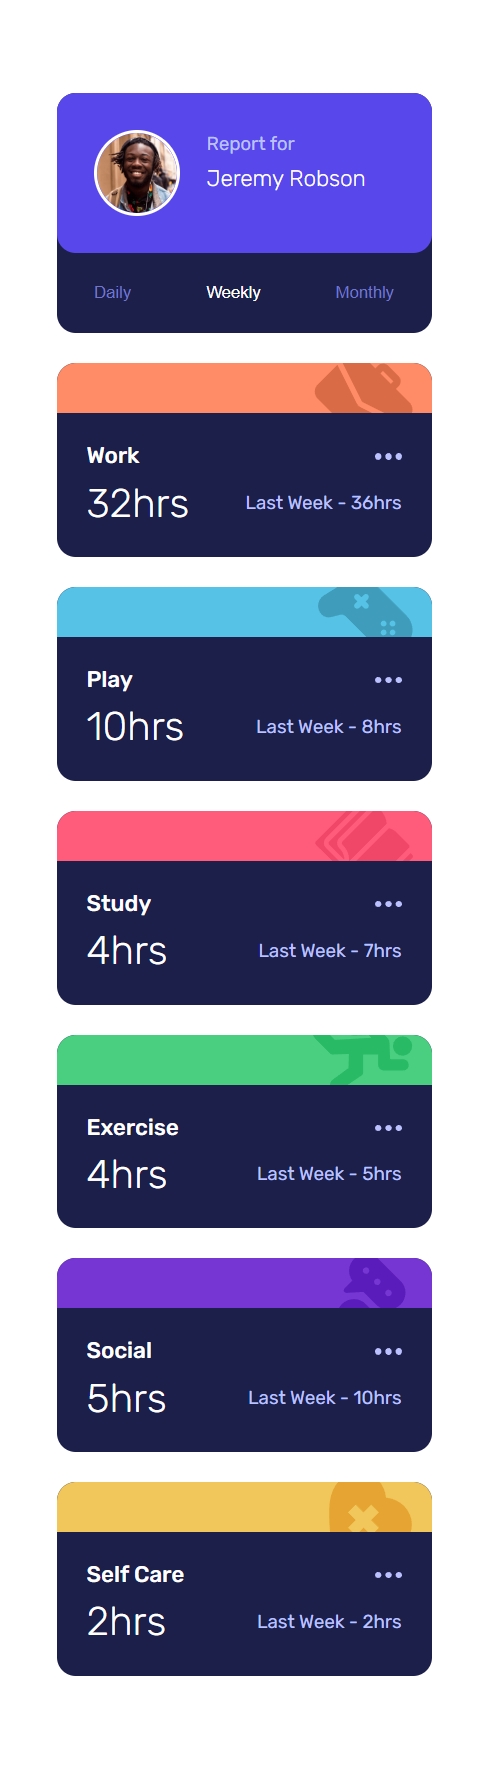 Report for
Jeremy Robson
Daily Weekly Monthly
Work
32hrs Last Week - 36hrs
Play
10hrs Last Week - 8hrs
Study
4hrs Last Week - 7hrs
Exercise
4hrs Last Week - 5hrs
Social
5hrs Last Week - 10hrs
Self Care
2hrs Last Week - 2hrs